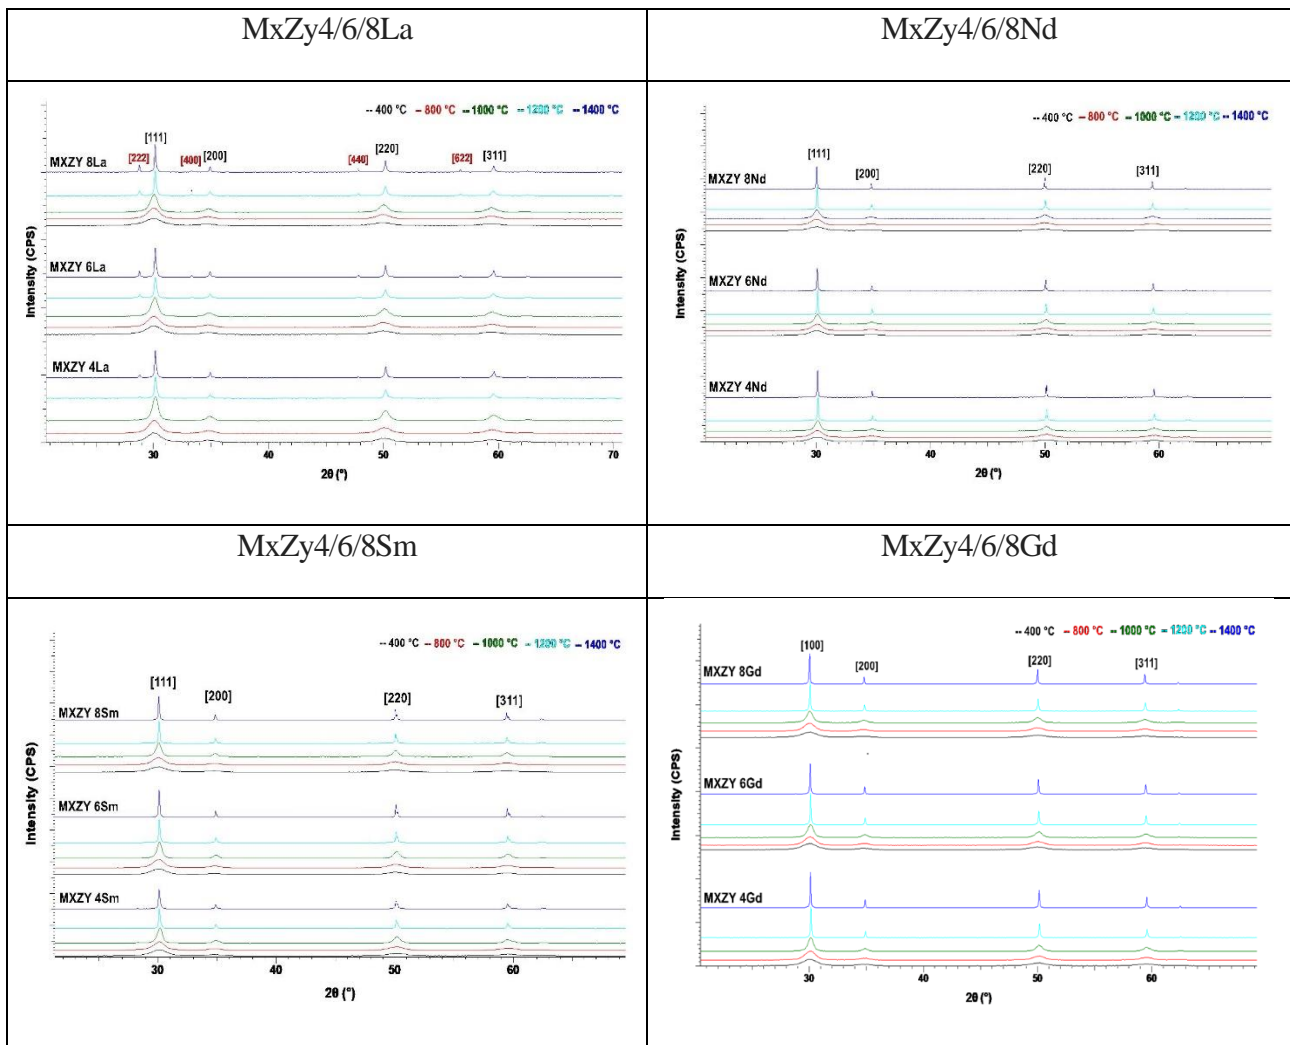 MxZy4/6/8La
MxZy4/6/8Nd
-- 400 °C -- 800 °C -- 1000 °C -- 1200 °C -- 1400 °C
[111]
[222] [400] [200] [440] [220] [622] [311]
MXZY 8La
MXZY 6La
MXZY 4La
Intensity (CPS)
30 40 50 60 70
2θ (°)
-- 400 °C -- 800 °C -- 1000 °C -- 1200 °C -- 1400 °C
[111] [200] [220] [311]
MXZY 8Nd
MXZY 6Nd
MXZY 4Nd
Intensity (CPS)
30 40 50 60
2θ (°)
MxZy4/6/8Sm
MxZy4/6/8Gd
-- 400 °C -- 800 °C -- 1000 °C -- 1200 °C -- 1400 °C
[111] [200] [220] [311]
MXZY 8Sm
MXZY 6Sm
MXZY 4Sm
Intensity (CPS)
30 40 50 60
2θ (°)
-- 400 °C -- 800 °C -- 1000 °C -- 1200 °C -- 1400 °C
[100] [200] [220] [311]
MXZY 8Gd
MXZY 6Gd
MXZY 4Gd
Intensity (CPS)
30 40 50 60
2θ (°)